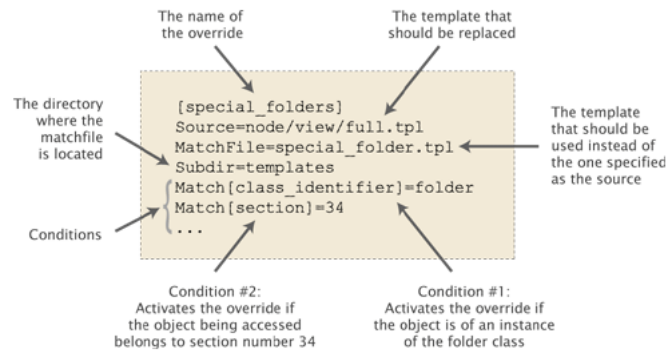 The name of
the override
The template that
should be replaced
The directory
where the
matchfile
is located
[special_folders]
Source=node/view/full.tpl
MatchFile=special_folder.tpl
Subdir=templates
Match[class_identifier]=folder
Match[section]=34
...
The template
that should be
used instead of
the one specified
as the source
Conditions
Condition #2:
Activates the override if
the object being accessed
belongs to section number 34
Condition #1:
Activates the override if
the object is of an instance
of the folder class